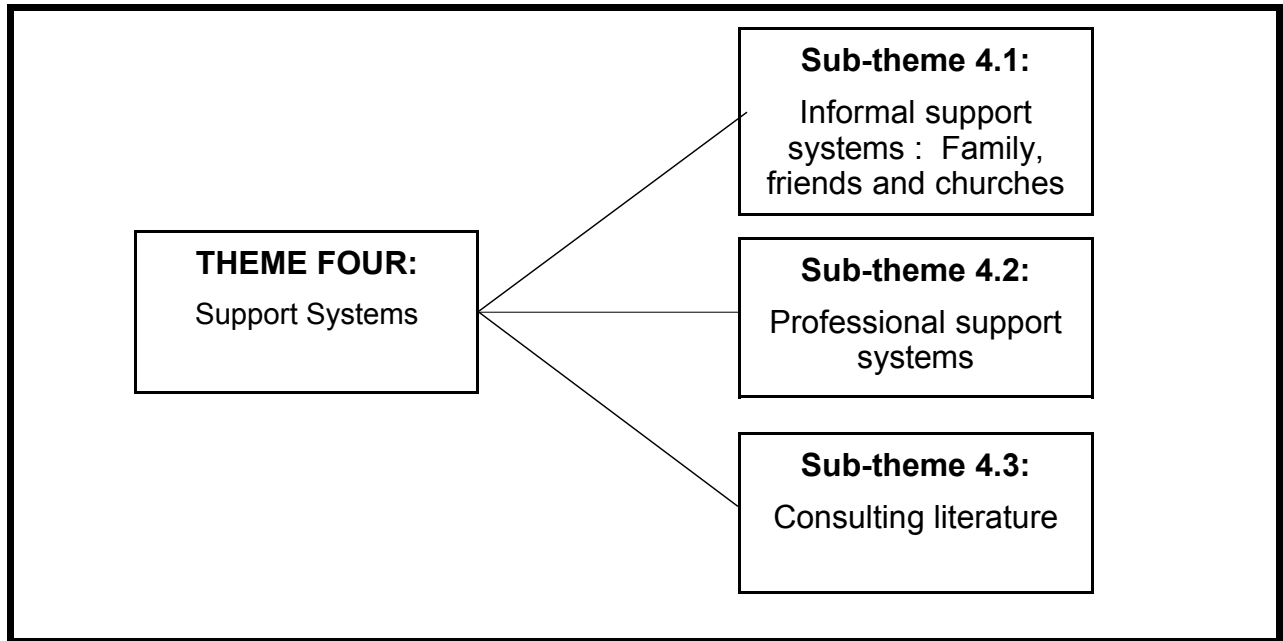 THEME FOUR:
Support Systems
Sub-theme 4.1:
Informal support
systems :  Family,
friends and churches
Sub-theme 4.2:
Professional support
systems
Sub-theme 4.3:
Consulting literature